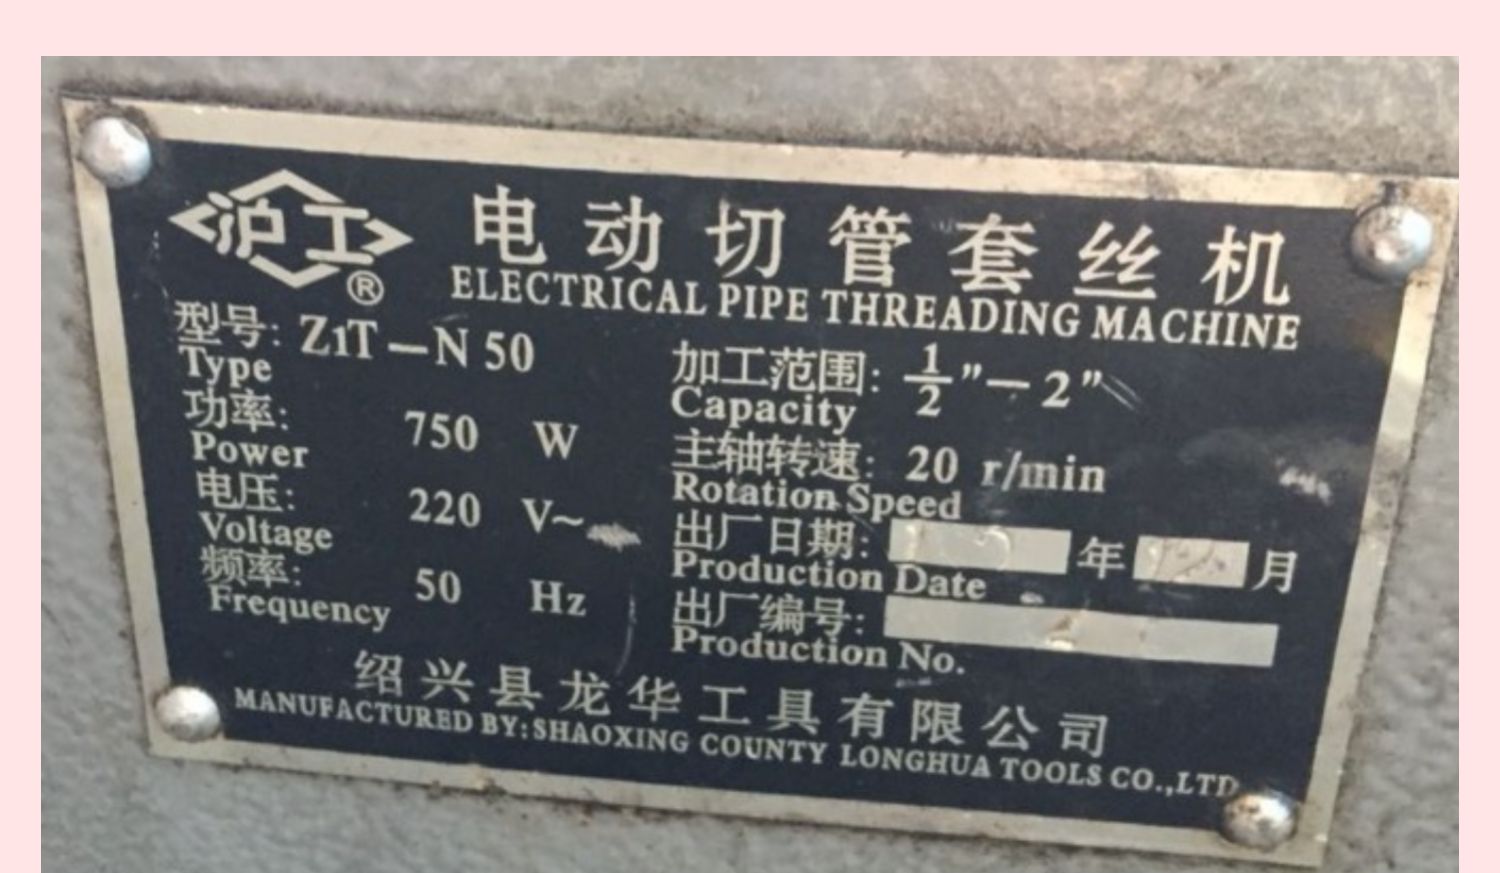 沪工®
电动切管套丝机
ELECTRICAL PIPE THREADING MACHINE
型号: Z1T-N 50
Type
功率: 750 W
Power
电压: 220 V~
Voltage
频率: 50 Hz
Frequency
加工范围: 1/2"-2"
Capacity
主轴转速: 20 r/min
Rotation Speed
出厂日期: 年 月
Production Date
出厂编号:
Production No.
绍兴县龙华工具有限公司
MANUFACTURED BY: SHAOXING COUNTY LONGHUA TOOLS CO.,LTD